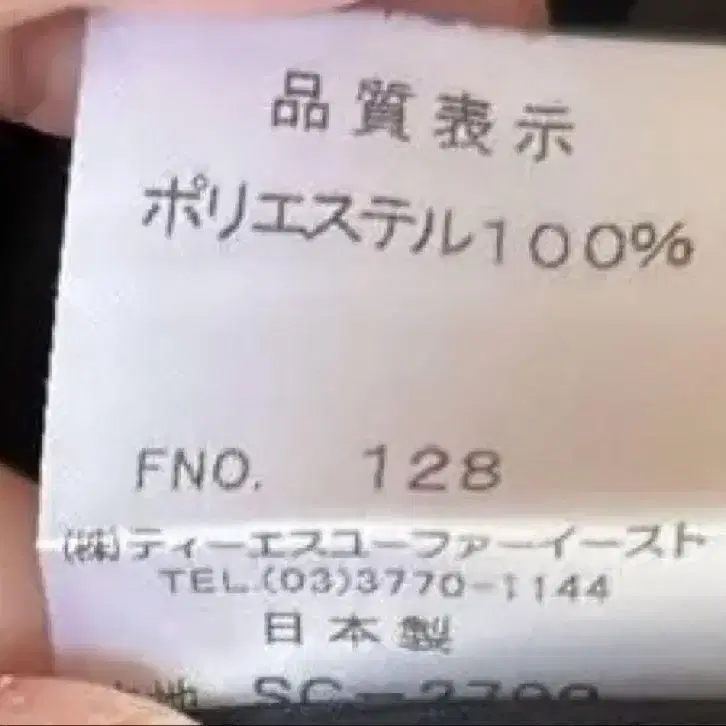 品質表示
ポリエステル100%
FNO. 128
(株)ティーエスユーファーイースト
TEL.(03)3770-1144
日本製